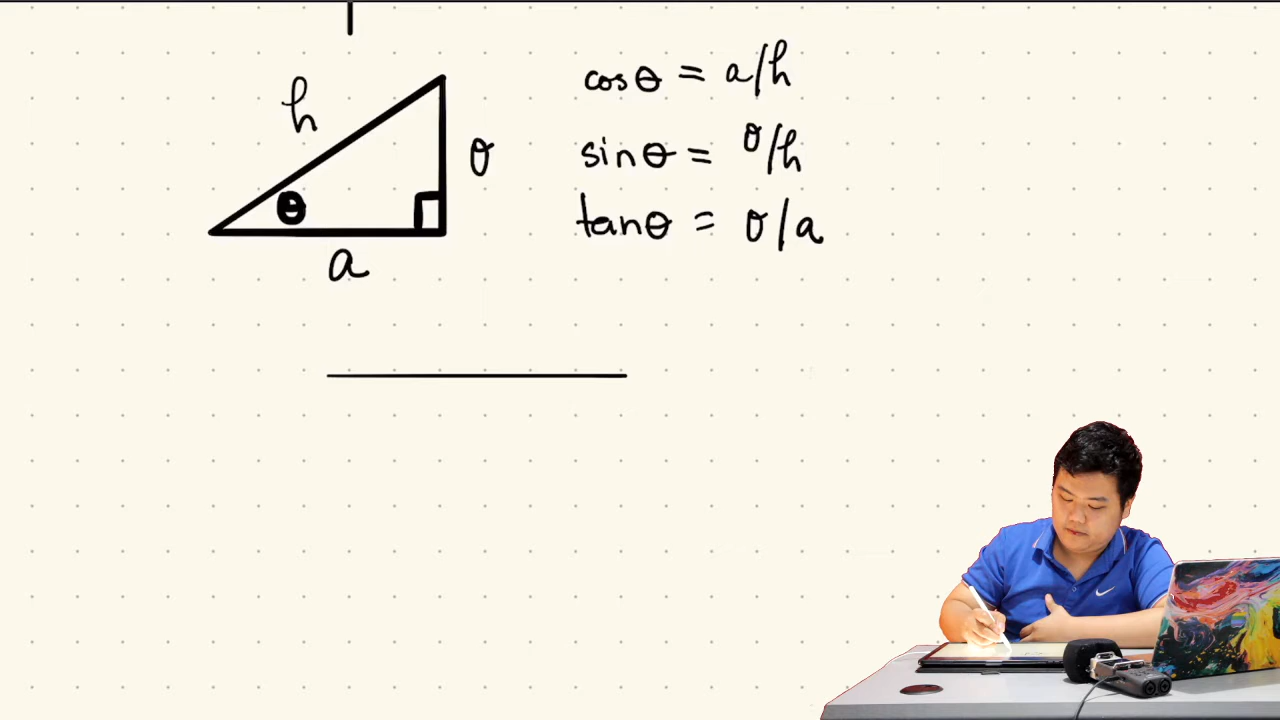 h
θ
o
a
cosθ = a/h
sinθ = o/h
tanθ = o/a